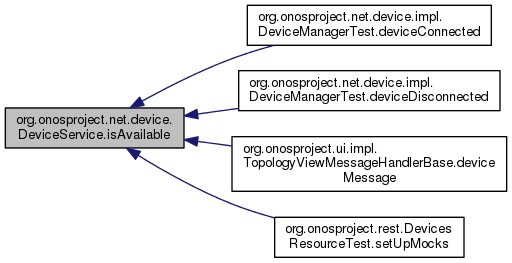 org.onosproject.net.device.impl.
DeviceManagerTest.deviceConnected
org.onosproject.net.device.impl.
DeviceManagerTest.deviceDisconnected
org.onosproject.net.device.
DeviceService.isAvailable
org.onosproject.ui.impl.
TopologyViewMessageHandlerBase.device
Message
org.onosproject.rest.Devices
ResourceTest.setUpMocks